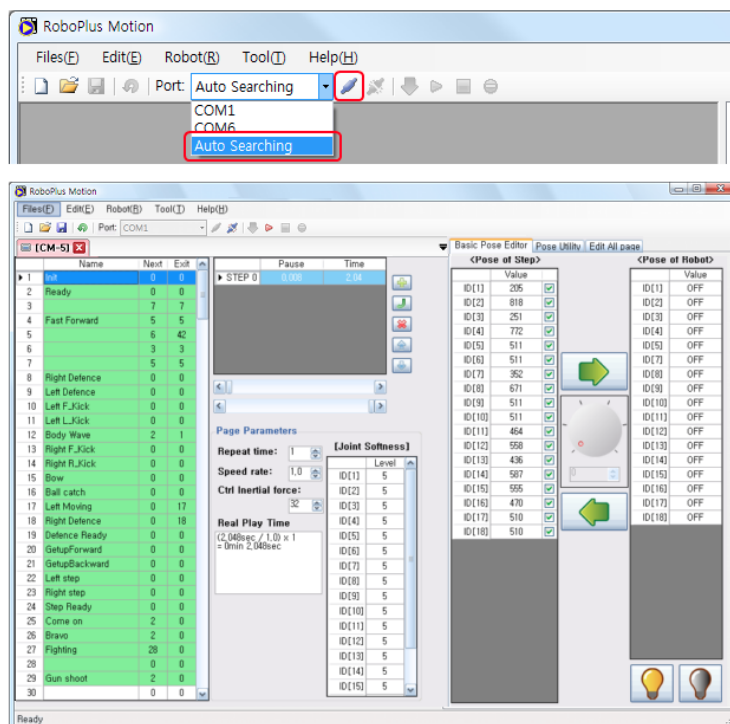 RoboPlus Motion
Files(F) Edit(E) Robot(R) Tool(T) Help(H)
Port: Auto Searching
COM1
COM6
Auto Searching
RoboPlus Motion
Files(F) Edit(E) Robot(R) Tool(T) Help(H)
Port: COM1
[CM-5]
Name Next Exit
1 Init 0 0
2 Ready 0 0
3 7 7
4 Fast Forward 5 5
5 6 42
6 3 3
7 5 5
8 Right Defence 0 0
9 Left Defence 0 0
10 Left F_Kick 0 0
11 Left L_Kick 0 0
12 Body Wave 2 1
13 Right F_Kick 0 0
14 Right R_Kick 0 0
15 Bow 0 0
16 Ball catch 0 0
17 Left Moving 0 17
18 Right Defence 0 18
19 Defence Ready 0 0
20 GetupForward 0 0
21 GetupBackward 0 0
22 Left step 0 0
23 Right step 0 0
24 Step Ready 0 0
25 Come on 2 0
26 Bravo 2 0
27 Fighting 28 0
28 0 0
29 Gun shoot 2 0
30 0 0
Pause Time
STEP 0 0.000 2.04
Page Parameters
Repeat time: 1
Speed rate: 1,0
Ctrl Inertial force:
32
Real Play Time
(2,048sec / 1,0) x 1
= 0min 2,048sec
[Joint Softness]
Level
ID[1] 5
ID[2] 5
ID[3] 5
ID[4] 5
ID[5] 5
ID[6] 5
ID[7] 5
ID[8] 5
ID[9] 5
ID[10] 5
ID[11] 5
ID[12] 5
ID[13] 5
ID[14] 5
ID[15] 5
Basic Pose Editor Pose Utility Edit All page
<Pose of Step>
Value
ID[1] 205
ID[2] 818
ID[3] 251
ID[4] 772
ID[5] 511
ID[6] 511
ID[7] 352
ID[8] 671
ID[9] 511
ID[10] 511
ID[11] 464
ID[12] 558
ID[13] 436
ID[14] 587
ID[15] 555
ID[16] 470
ID[17] 510
ID[18] 510
0
<Pose of Robot>
Value
ID[1] OFF
ID[2] OFF
ID[3] OFF
ID[4] OFF
ID[5] OFF
ID[7] OFF
ID[8] OFF
ID[9] OFF
ID[10] OFF
ID[11] OFF
ID[12] OFF
ID[13] OFF
ID[14] OFF
ID[15] OFF
ID[16] OFF
ID[17] OFF
ID[18] OFF
Ready